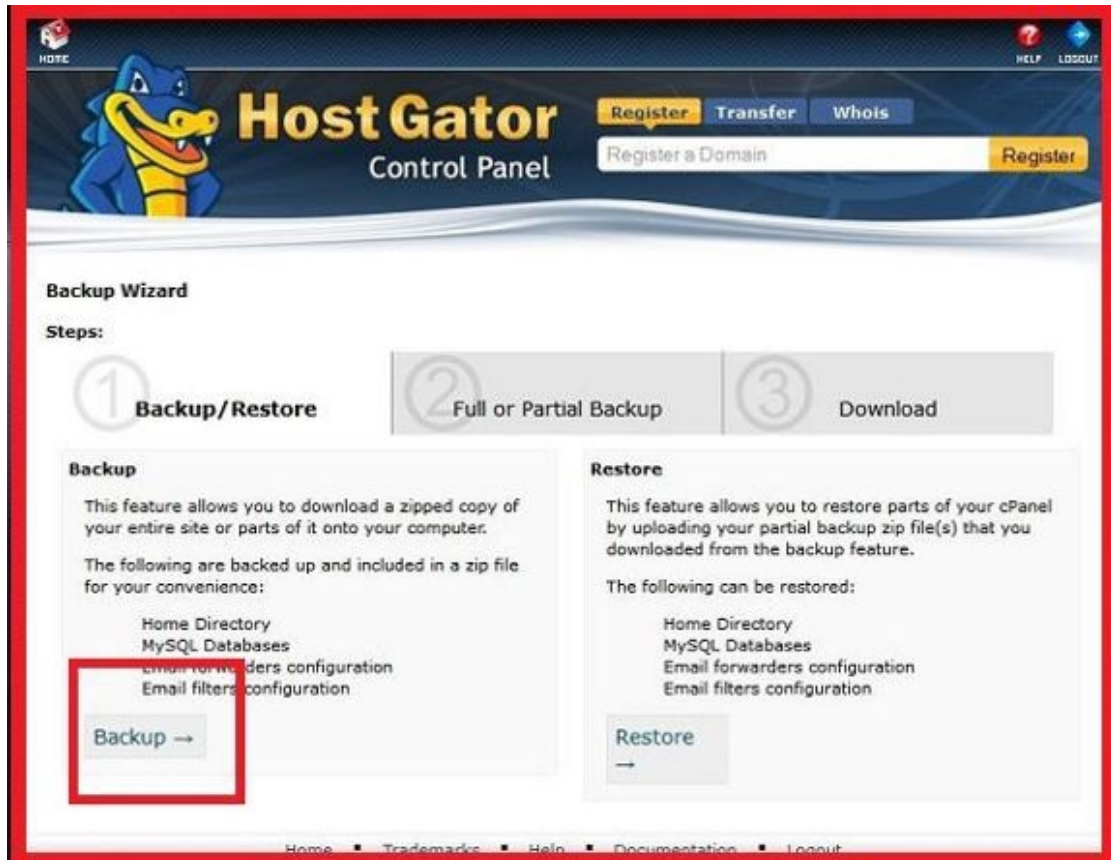 HOME
HELP LOGOUT
HostGator
Control Panel
Register Transfer WhoIs
Register a Domain Register
Backup Wizard
Steps:
1 Backup/Restore
2 Full or Partial Backup
3 Download
Backup
This feature allows you to download a zipped copy of
your entire site or parts of it onto your computer.
The following are backed up and included in a zip file
for your convenience:
Home Directory
MySQL Databases
Email forwarders configuration
Email filters configuration
Backup →
Restore
This feature allows you to restore parts of your cPanel
by uploading your partial backup zip file(s) that you
downloaded from the backup feature.
The following can be restored:
Home Directory
MySQL Databases
Email forwarders configuration
Email filters configuration
Restore
→
Home ▪ Trademarks ▪ Help ▪ Documentation ▪ Logout